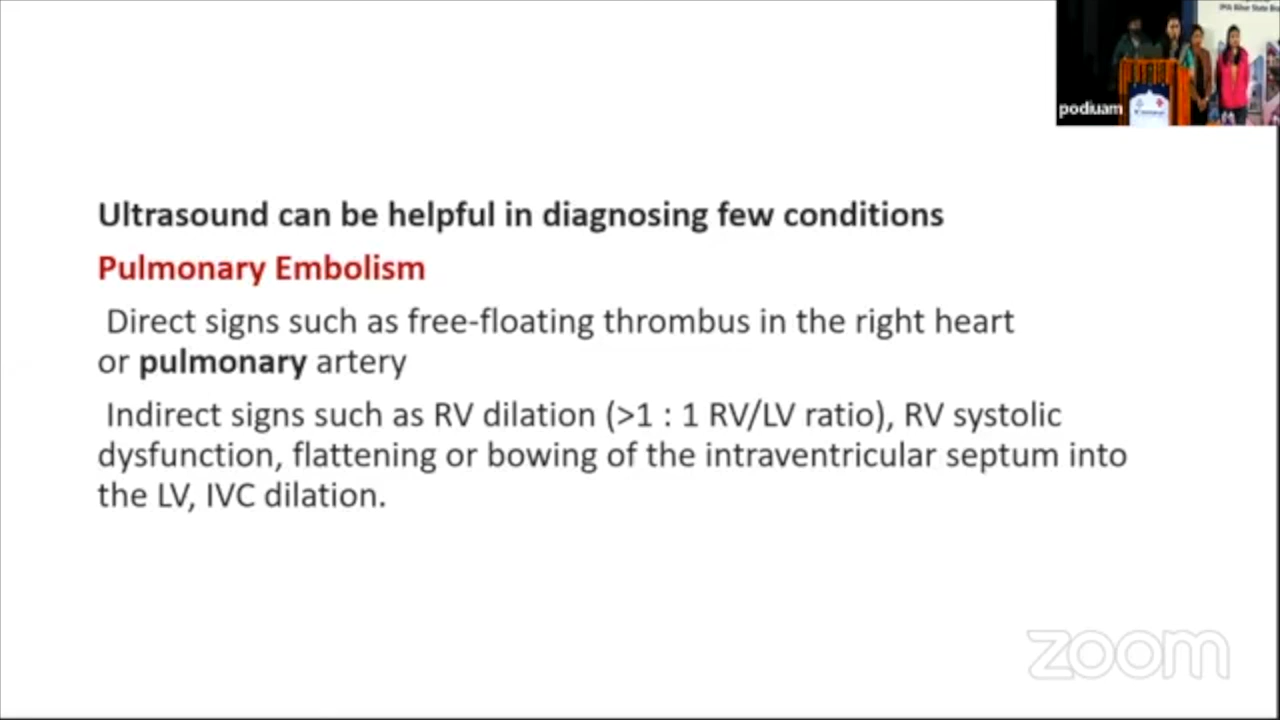 Ultrasound can be helpful in diagnosing few conditions
Pulmonary Embolism
Direct signs such as free-floating thrombus in the right heart
or pulmonary artery
Indirect signs such as RV dilation (>1 : 1 RV/LV ratio), RV systolic
dysfunction, flattening or bowing of the intraventricular septum into
the LV, IVC dilation.
podiuam
zoom